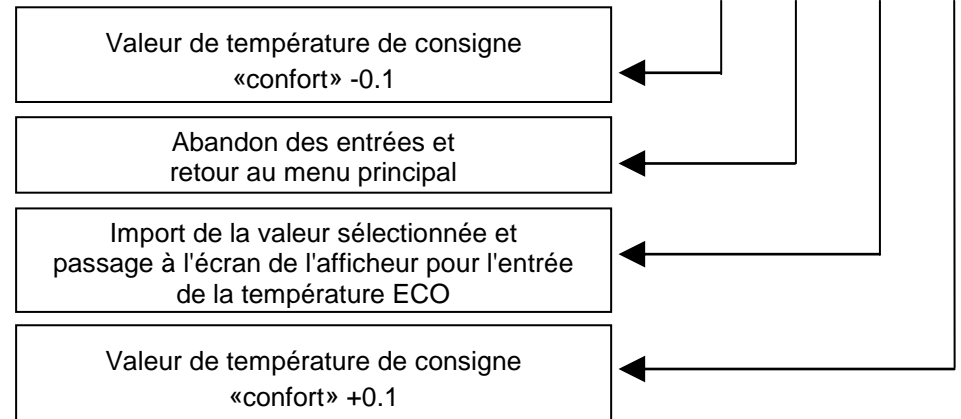 Valeur de température de consigne
«confort» -0.1
Abandon des entrées et
retour au menu principal
Import de la valeur sélectionnée et
passage à l'écran de l'afficheur pour l'entrée
de la température ECO
Valeur de température de consigne
«confort» +0.1